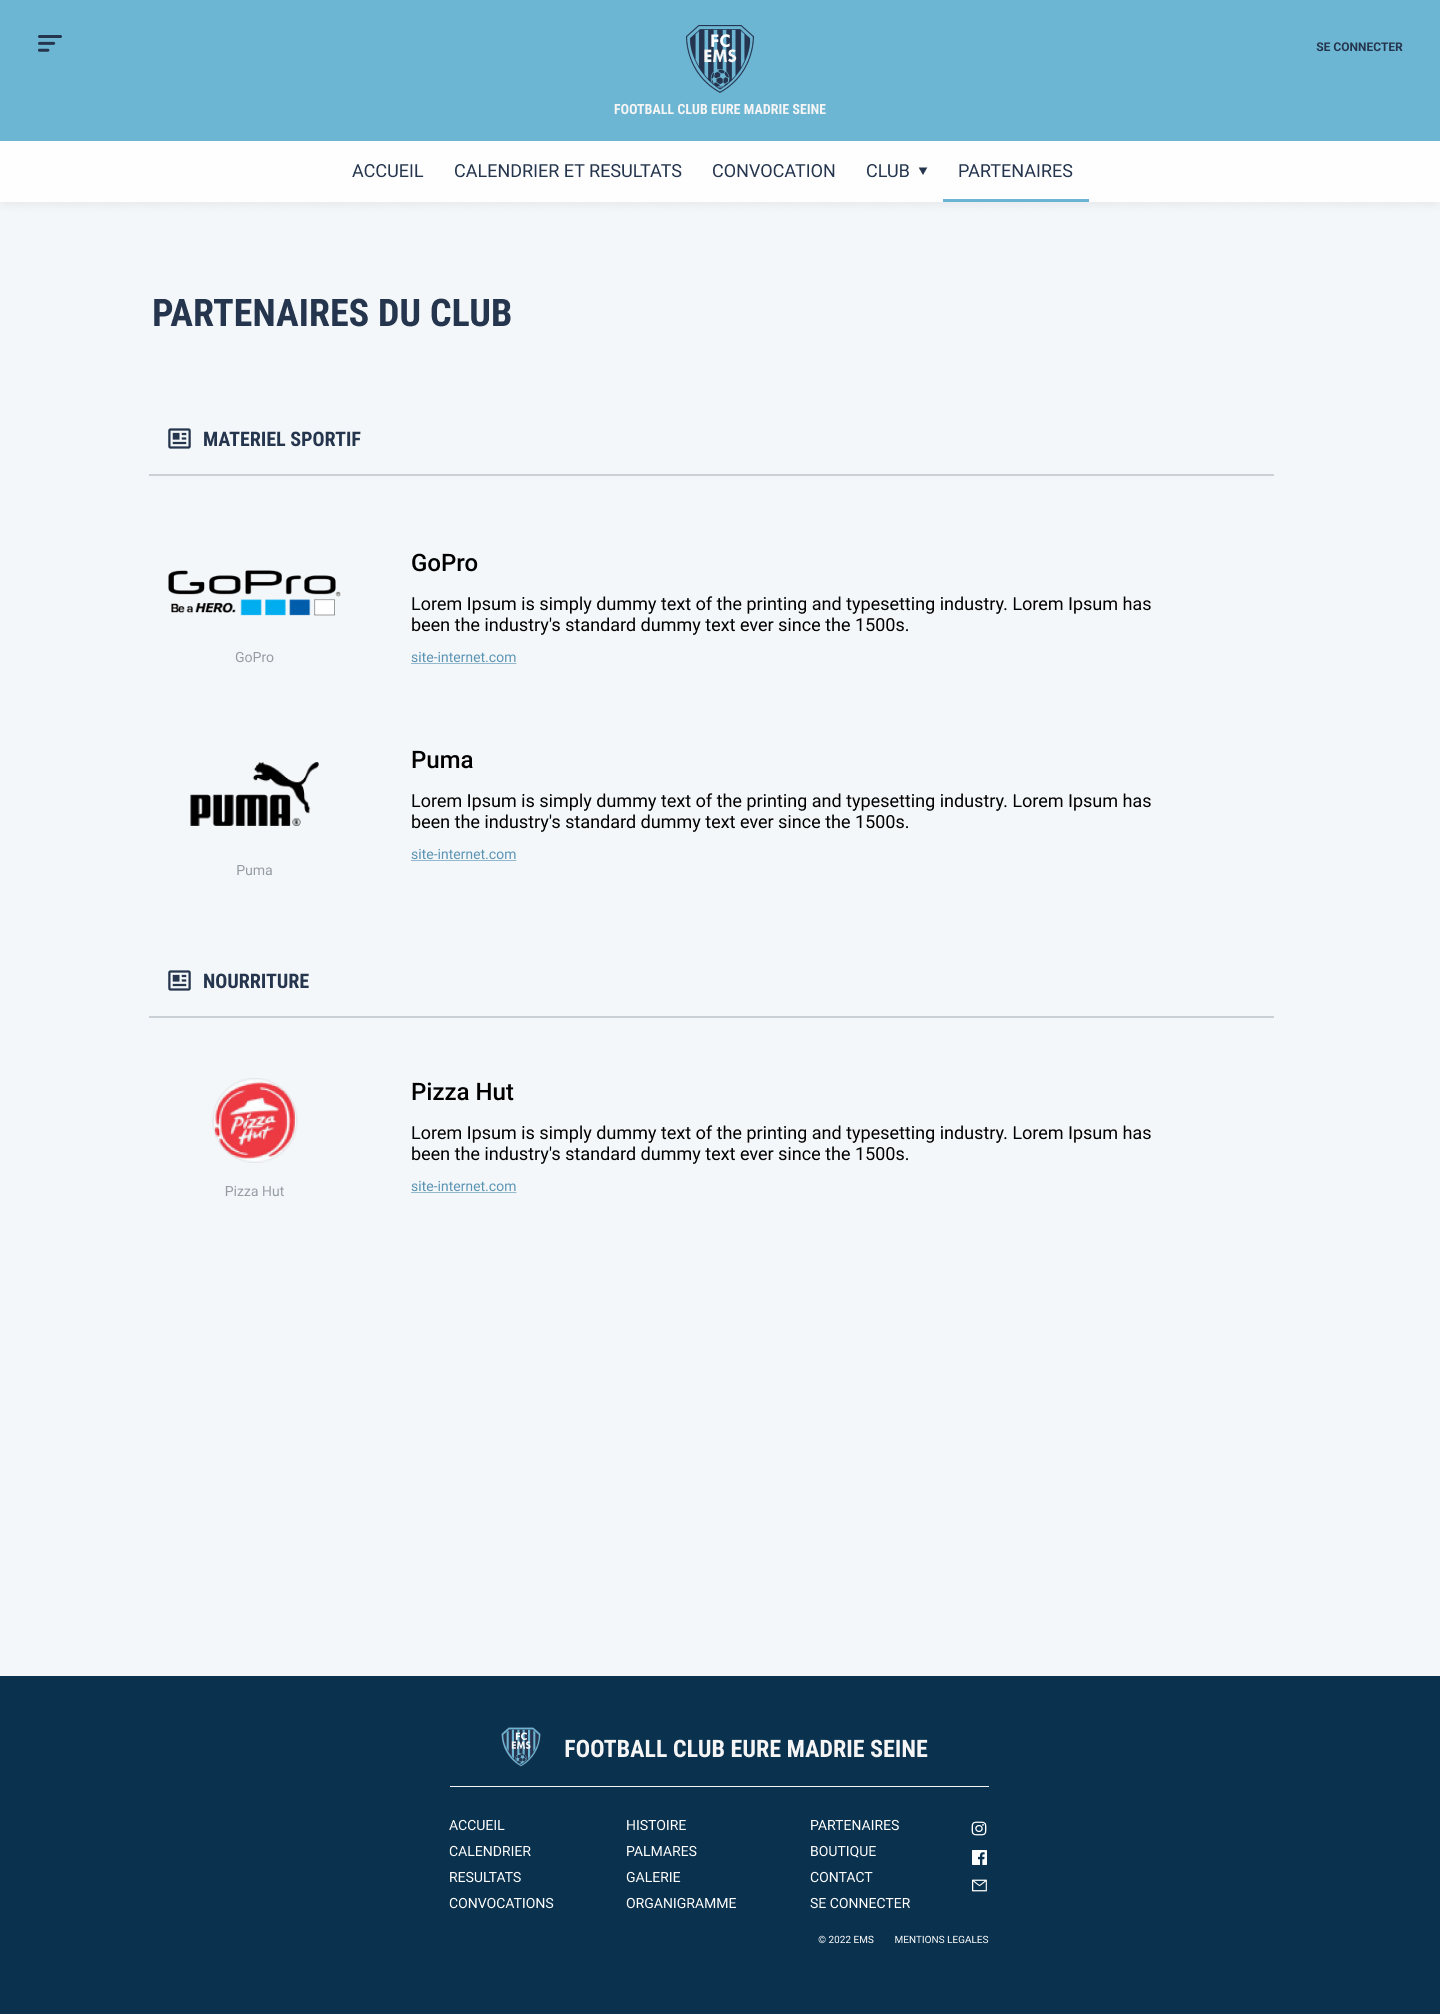 FC
EMS
SE CONNECTER
FOOTBALL CLUB EURE MADRIE SEINE
ACCUEIL CALENDRIER ET RESULTATS CONVOCATION CLUB ▼ PARTENAIRES
PARTENAIRES DU CLUB
MATERIEL SPORTIF
GoPro®
Be a HERO.
GoPro
GoPro
Lorem Ipsum is simply dummy text of the printing and typesetting industry. Lorem Ipsum has
been the industry's standard dummy text ever since the 1500s.
site-internet.com
PUMA®
Puma
Puma
Lorem Ipsum is simply dummy text of the printing and typesetting industry. Lorem Ipsum has
been the industry's standard dummy text ever since the 1500s.
site-internet.com
NOURRITURE
Pizza
Hut
Pizza Hut
Pizza Hut
Lorem Ipsum is simply dummy text of the printing and typesetting industry. Lorem Ipsum has
been the industry's standard dummy text ever since the 1500s.
site-internet.com
FC
EMS
FOOTBALL CLUB EURE MADRIE SEINE
ACCUEIL HISTOIRE PARTENAIRES
CALENDRIER PALMARES BOUTIQUE
RESULTATS GALERIE CONTACT
CONVOCATIONS ORGANIGRAMME SE CONNECTER
© 2022 EMS MENTIONS LEGALES